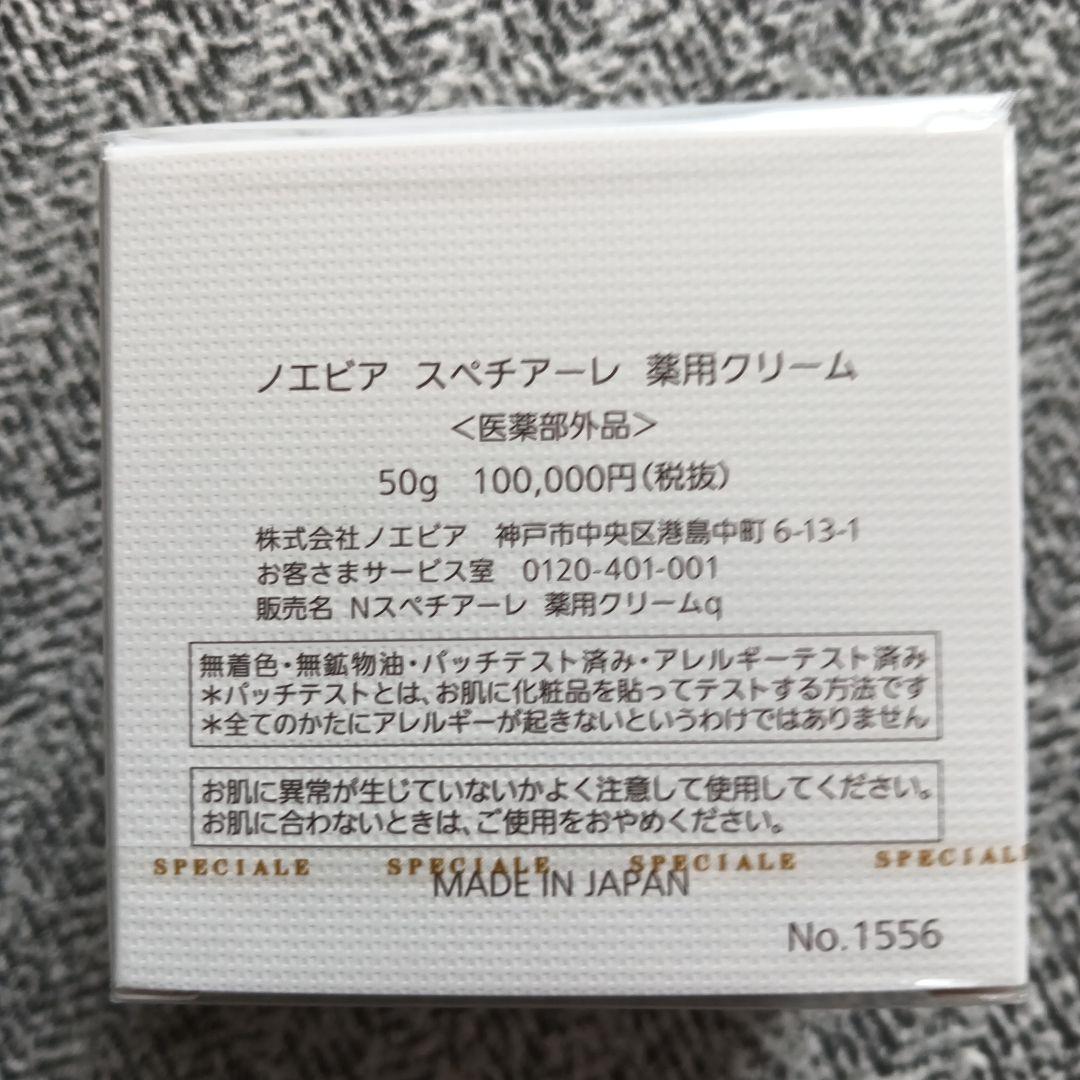 ノエビア スペチアーレ 薬用クリーム
＜医薬部外品＞
50g 100,000円（税抜）
株式会社ノエビア 神戸市中央区港島中町 6-13-1
お客さまサービス室 0120-401-001
販売名 Nスペチアーレ 薬用クリームq
無着色・無鉱物油・パッチテスト済み・アレルギーテスト済み
＊パッチテストとは、お肌に化粧品を貼ってテストする方法です
＊全てのかたにアレルギーが起きないというわけではありません
お肌に異常が生じていないかよく注意して使用してください。
お肌に合わないときは、ご使用をおやめください。
SPECIALE SPECIALE SPECIALE SPECIAL
MADE IN JAPAN
No.1556